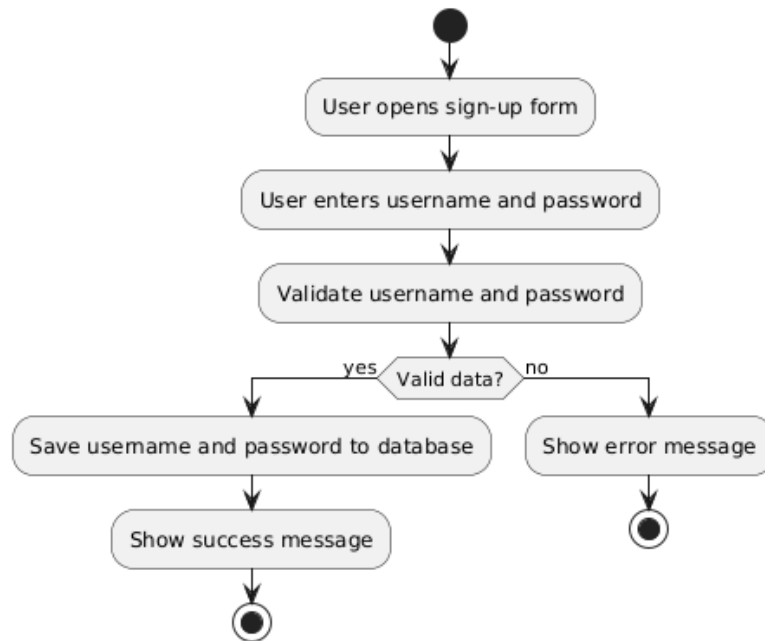 User opens sign-up form
User enters username and password
Validate username and password
yes
Valid data?
no
Save username and password to database
Show error message
Show success message